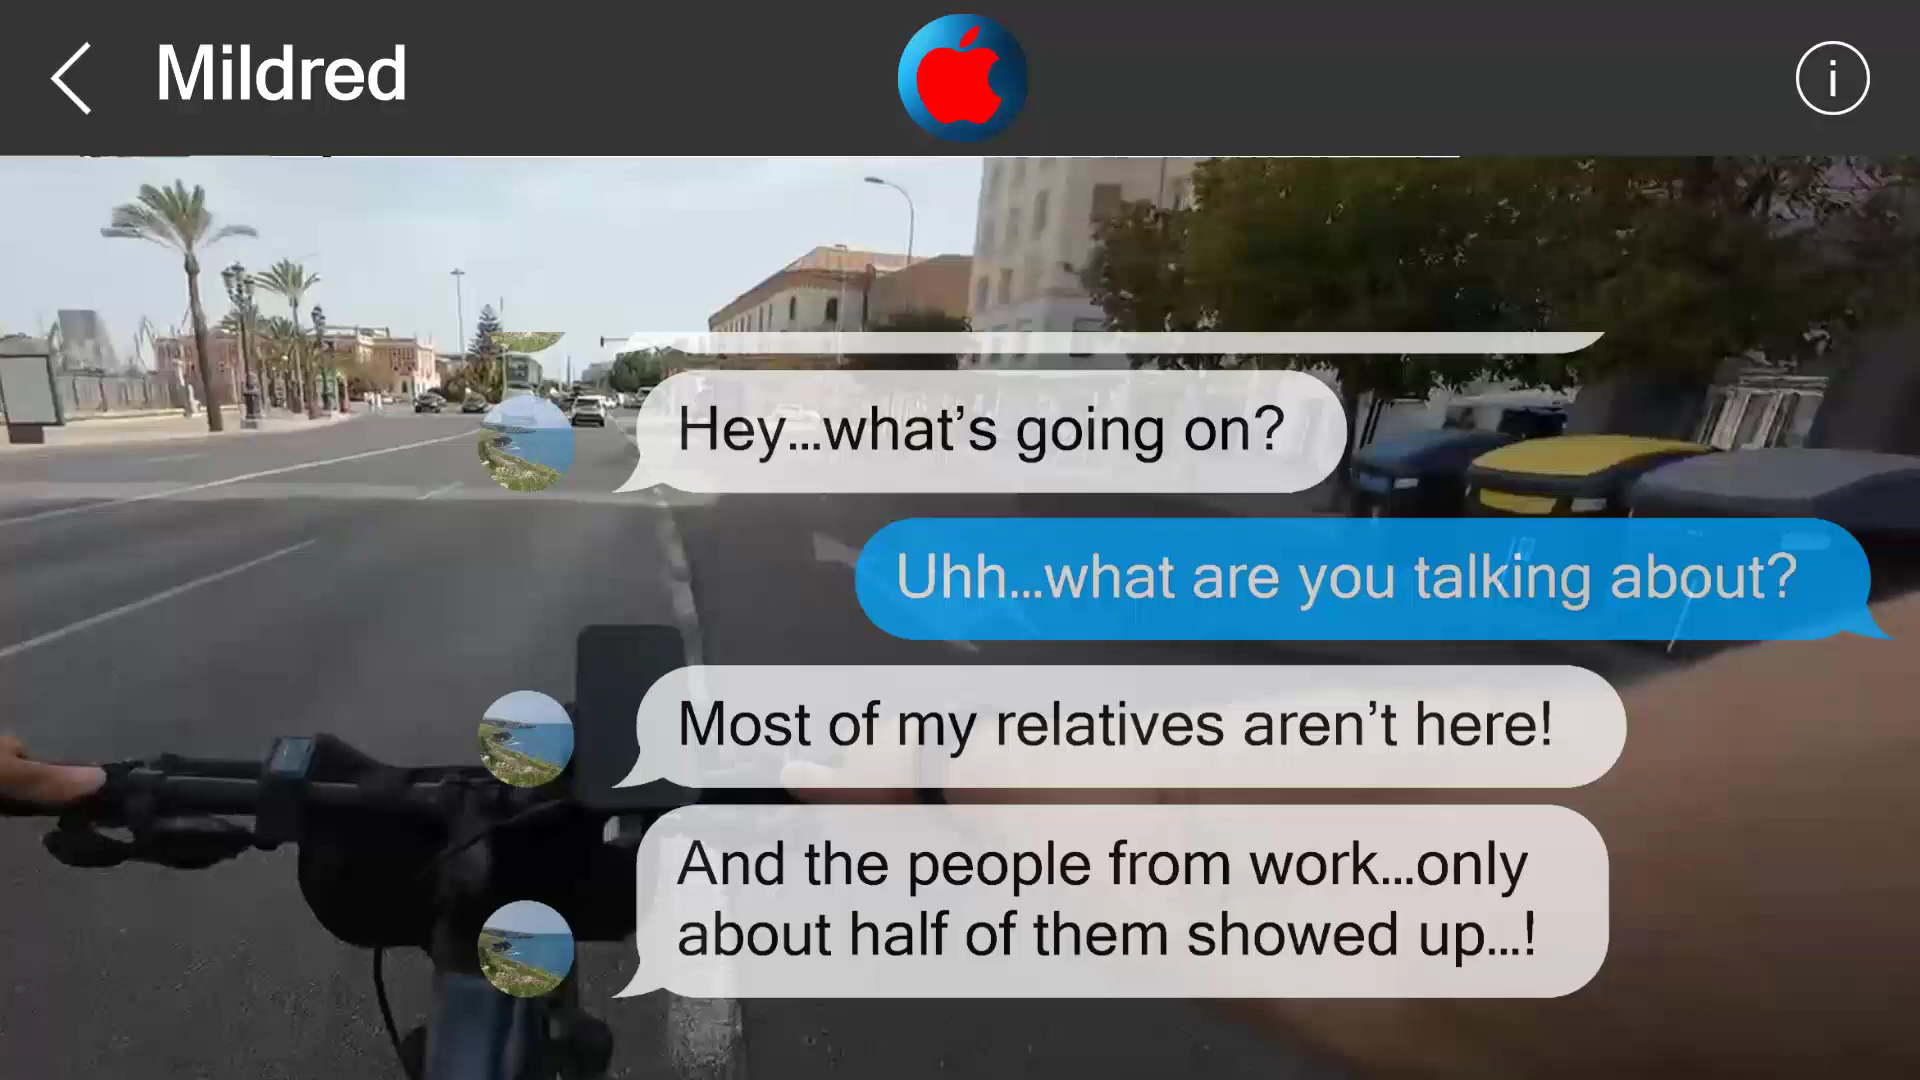 Mildred
Hey...what's going on?
Uhh...what are you talking about?
Most of my relatives aren't here!
And the people from work...only
about half of them showed up...!